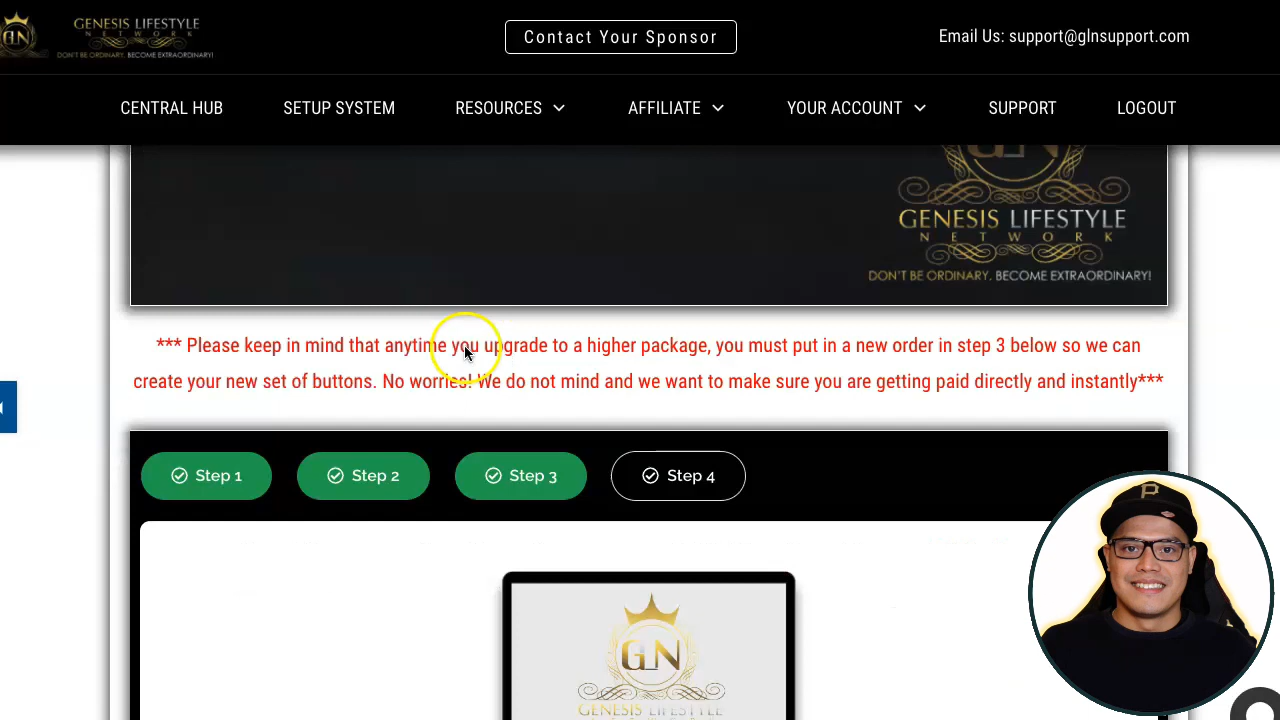 GLN
GENESIS LIFESTYLE
NETWORK
DON'T BE ORDINARY. BECOME EXTRAORDINARY!
Contact Your Sponsor
Email Us: support@glnsupport.com
CENTRAL HUB
SETUP SYSTEM
RESOURCES
AFFILIATE
YOUR ACCOUNT
SUPPORT
LOGOUT
GENESIS LIFESTYLE
NETWORK
DON'T BE ORDINARY. BECOME EXTRAORDINARY!
*** Please keep in mind that anytime you upgrade to a higher package, you must put in a new order in step 3 below so we can
create your new set of buttons. No worries! We do not mind and we want to make sure you are getting paid directly and instantly***
Step 1
Step 2
Step 3
Step 4
GLN
GENESIS LIFESTYLE
P